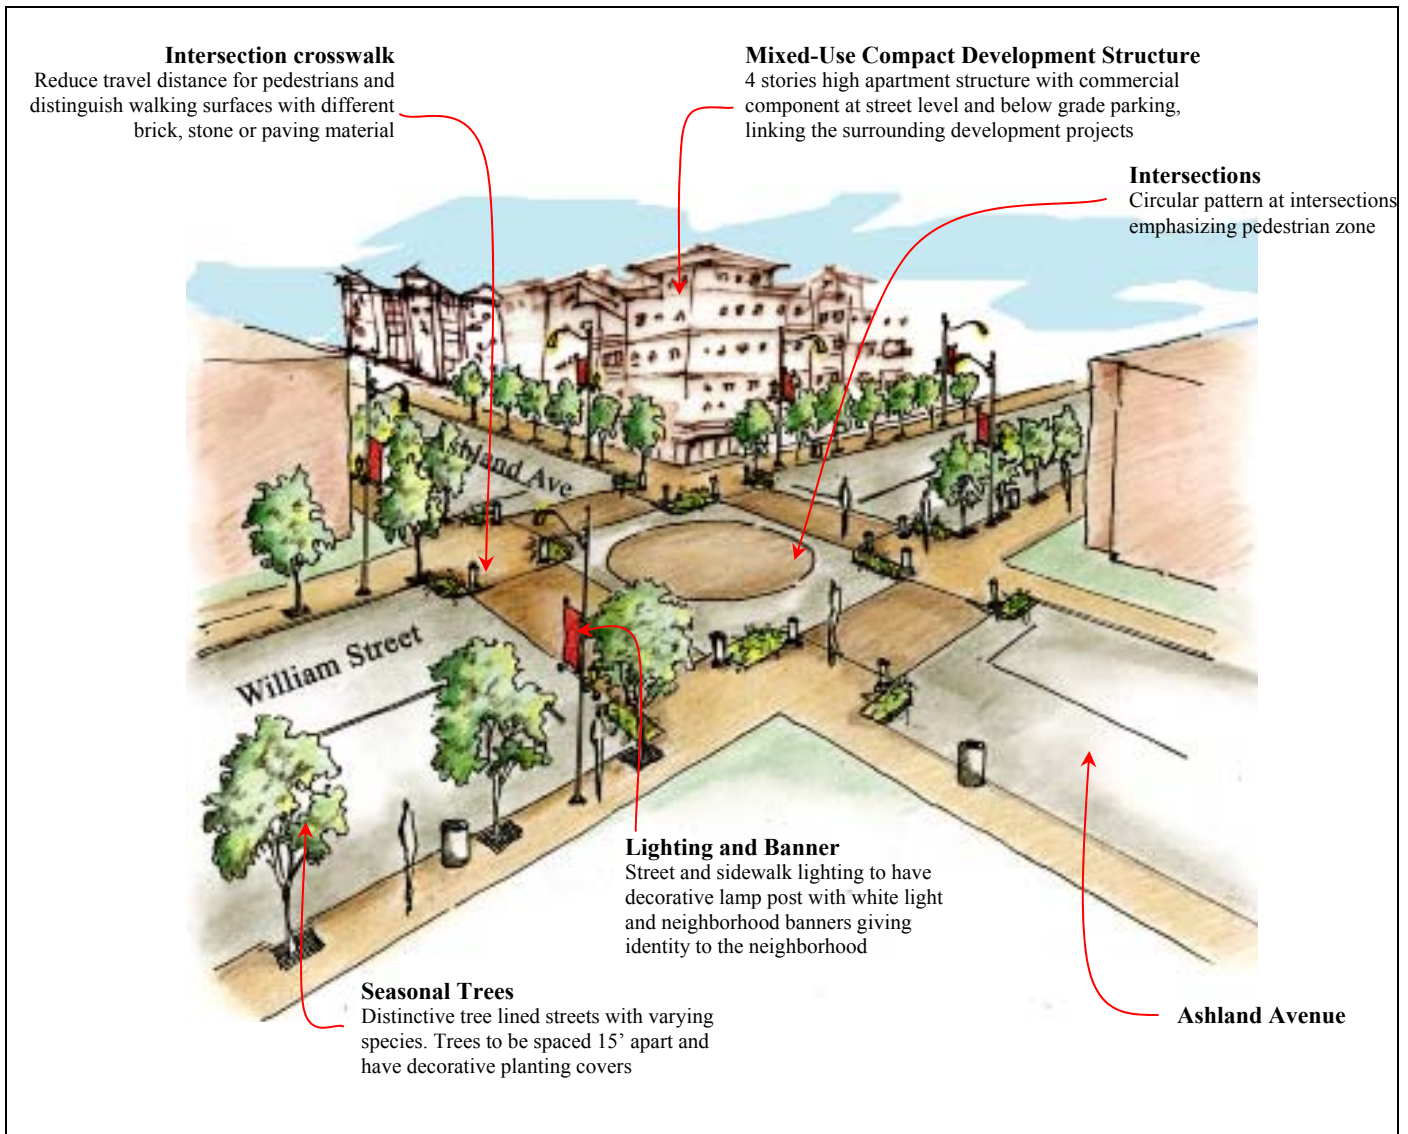 Intersection crosswalk
Reduce travel distance for pedestrians and
distinguish walking surfaces with different
brick, stone or paving material
Mixed-Use Compact Development Structure
4 stories high apartment structure with commercial
component at street level and below grade parking,
linking the surrounding development projects
Intersections
Circular pattern at intersections
emphasizing pedestrian zone
shland Ave
William Street
Lighting and Banner
Street and sidewalk lighting to have
decorative lamp post with white light
and neighborhood banners giving
identity to the neighborhood
Seasonal Trees
Distinctive tree lined streets with varying
species. Trees to be spaced 15’ apart and
have decorative planting covers
Ashland Avenue